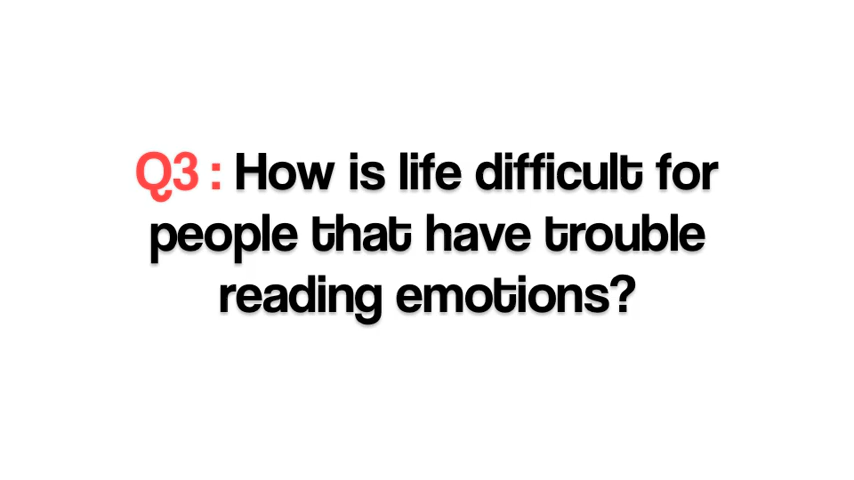 Q3 : How is life difficult for
people that have trouble
reading emotions?